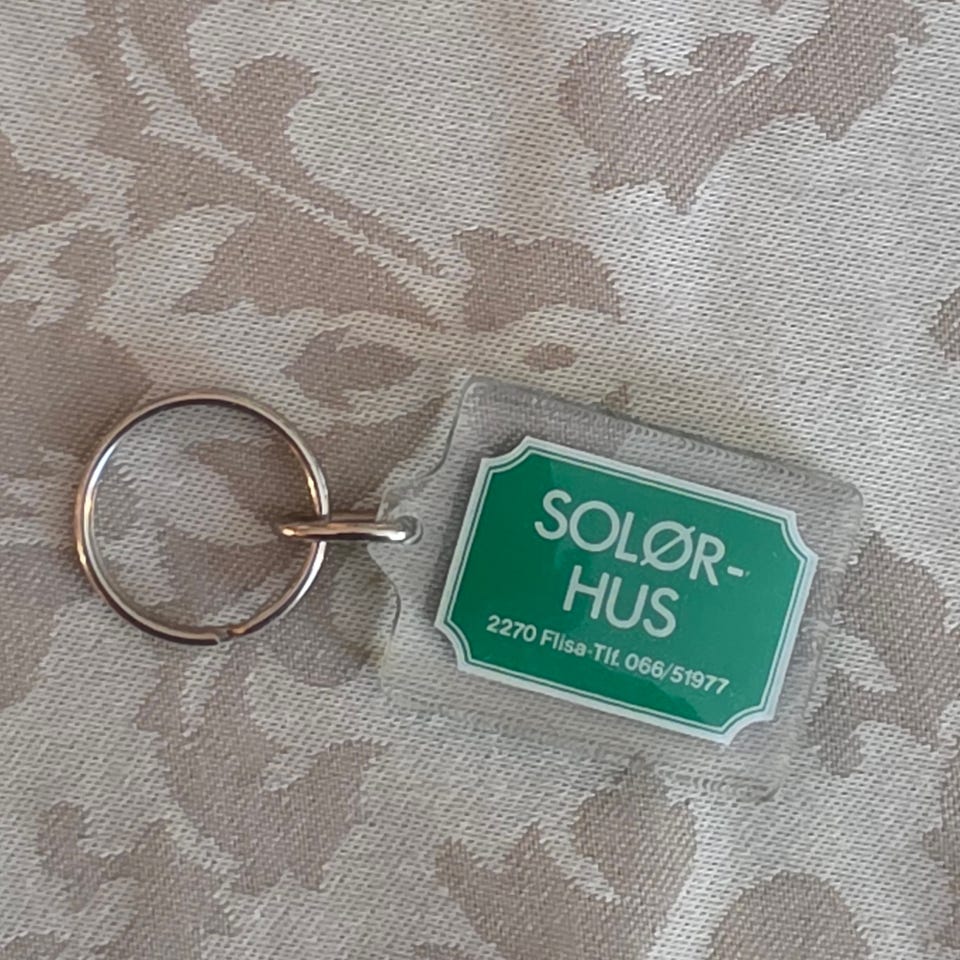 SOLØR-
HUS
2270 Flisa-Tlf. 066/51977